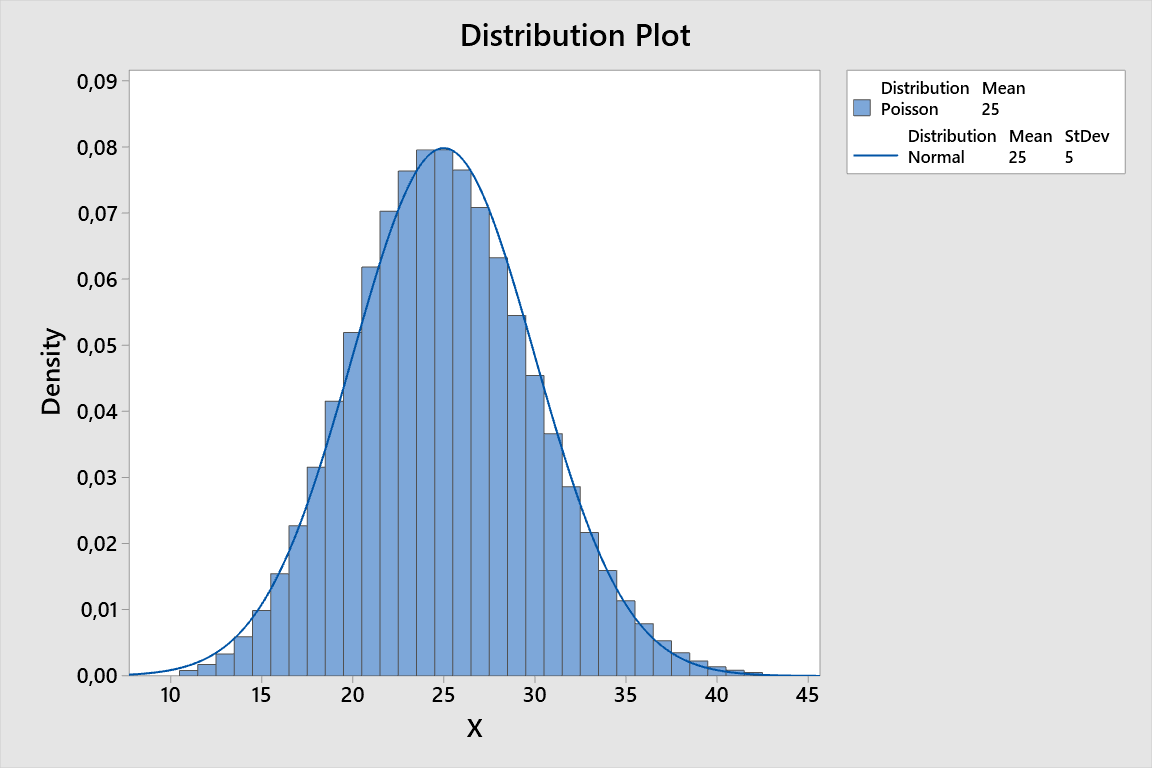 Distribution Plot
0,09
0,08
0,07
0,06
0,05
0,04
0,03
0,02
0,01
0,00
Density
10 15 20 25 30 35 40 45
X
Distribution Mean
Poisson 25
Distribution Mean StDev
Normal 25 5